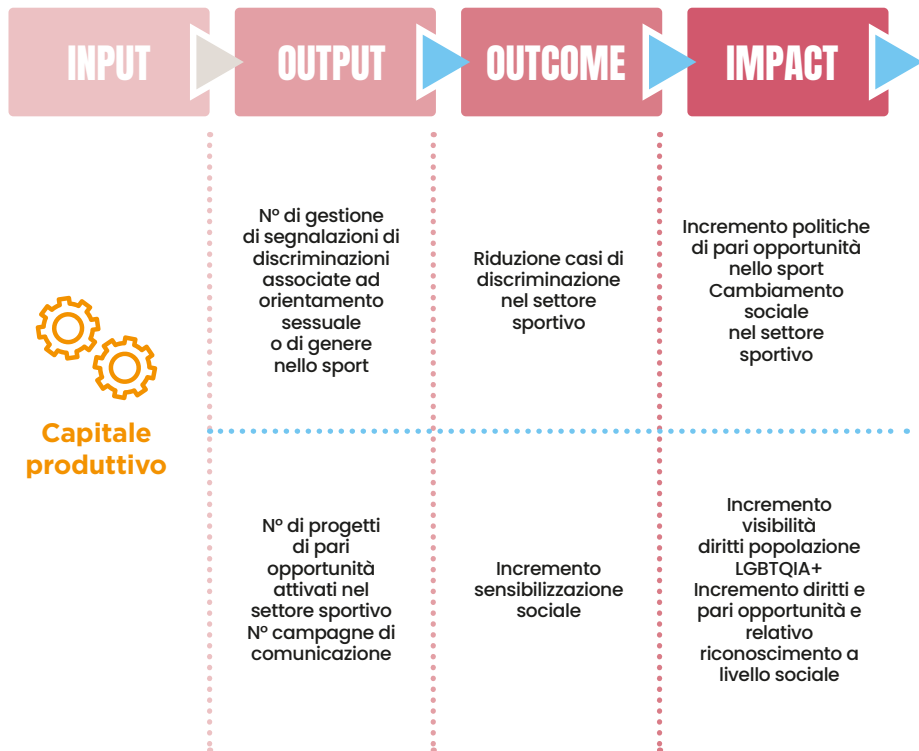 INPUT
OUTPUT
OUTCOME
IMPACT
Capitale
produttivo
N° di gestione
di segnalazioni di
discriminazioni
associate ad
orientamento
sessuale
o di genere
nello sport
Riduzione casi di
discriminazione
nel settore
sportivo
Incremento politiche
di pari opportunità
nello sport
Cambiamento
sociale
nel settore
sportivo
N° di progetti
di pari
opportunità
attivati nel
settore sportivo
N° campagne di
comunicazione
Incremento
sensibilizzazione
sociale
Incremento
visibilità
diritti popolazione
LGBTQIA+
Incremento diritti e
pari opportunità e
relativo
riconoscimento a
livello sociale